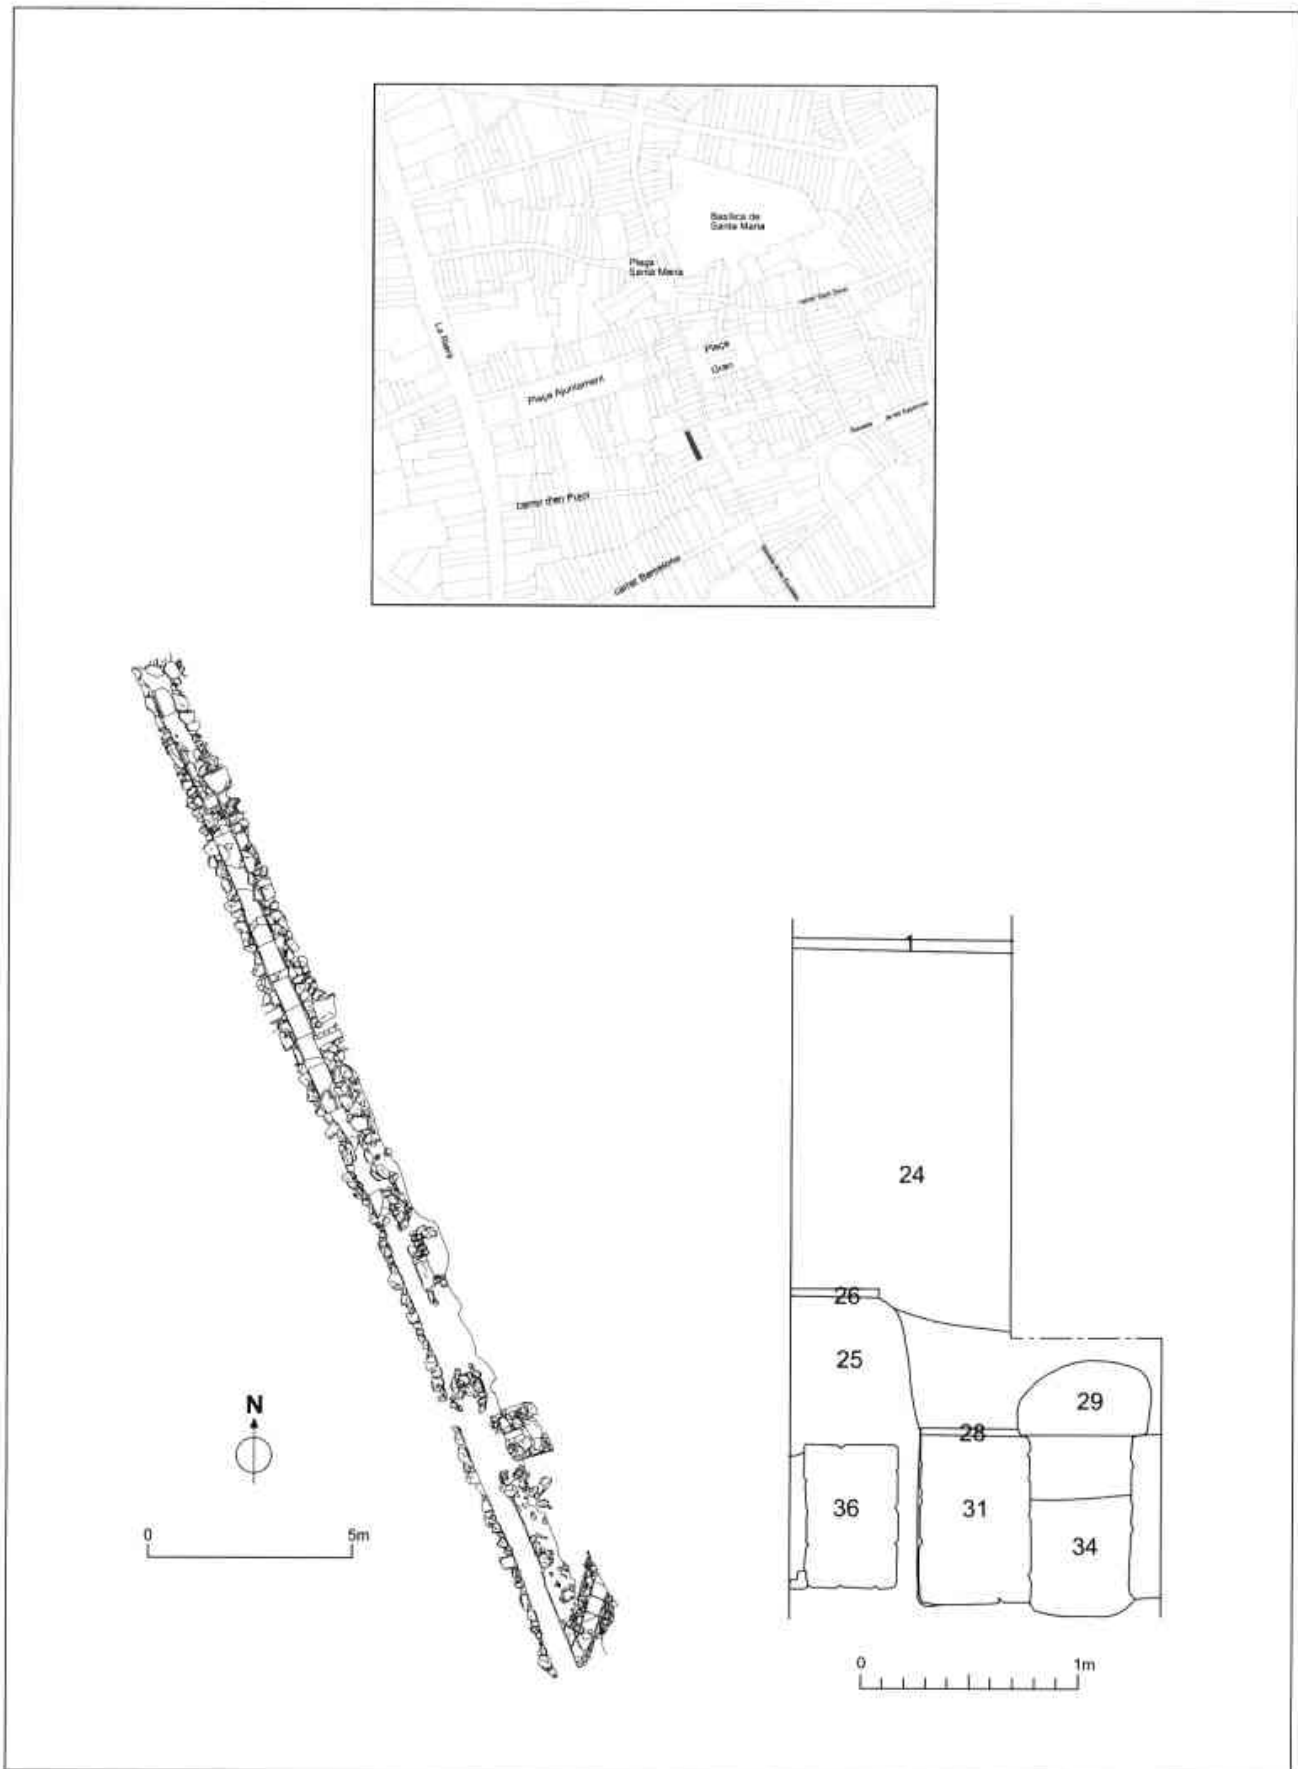 Basílica de
Santa Maria
Plaça
Santa Maria
La Riera
Plaça
Gran
Plaça Ajuntament
carrer d'en Pujol
carrer Barcelona
N
0 5m
1
24
26
25
29
28
36
31
34
0 1m